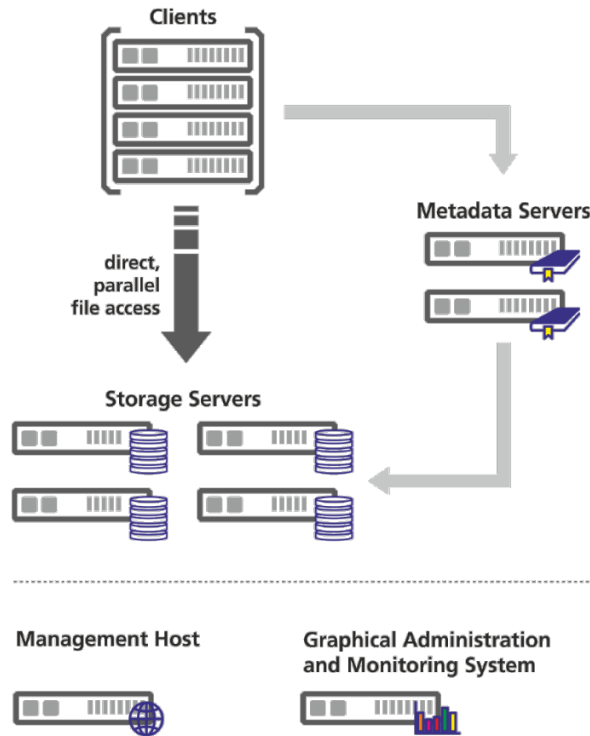 Clients
Metadata Servers
direct,
parallel
file access
Storage Servers
Management Host
Graphical Administration
and Monitoring System